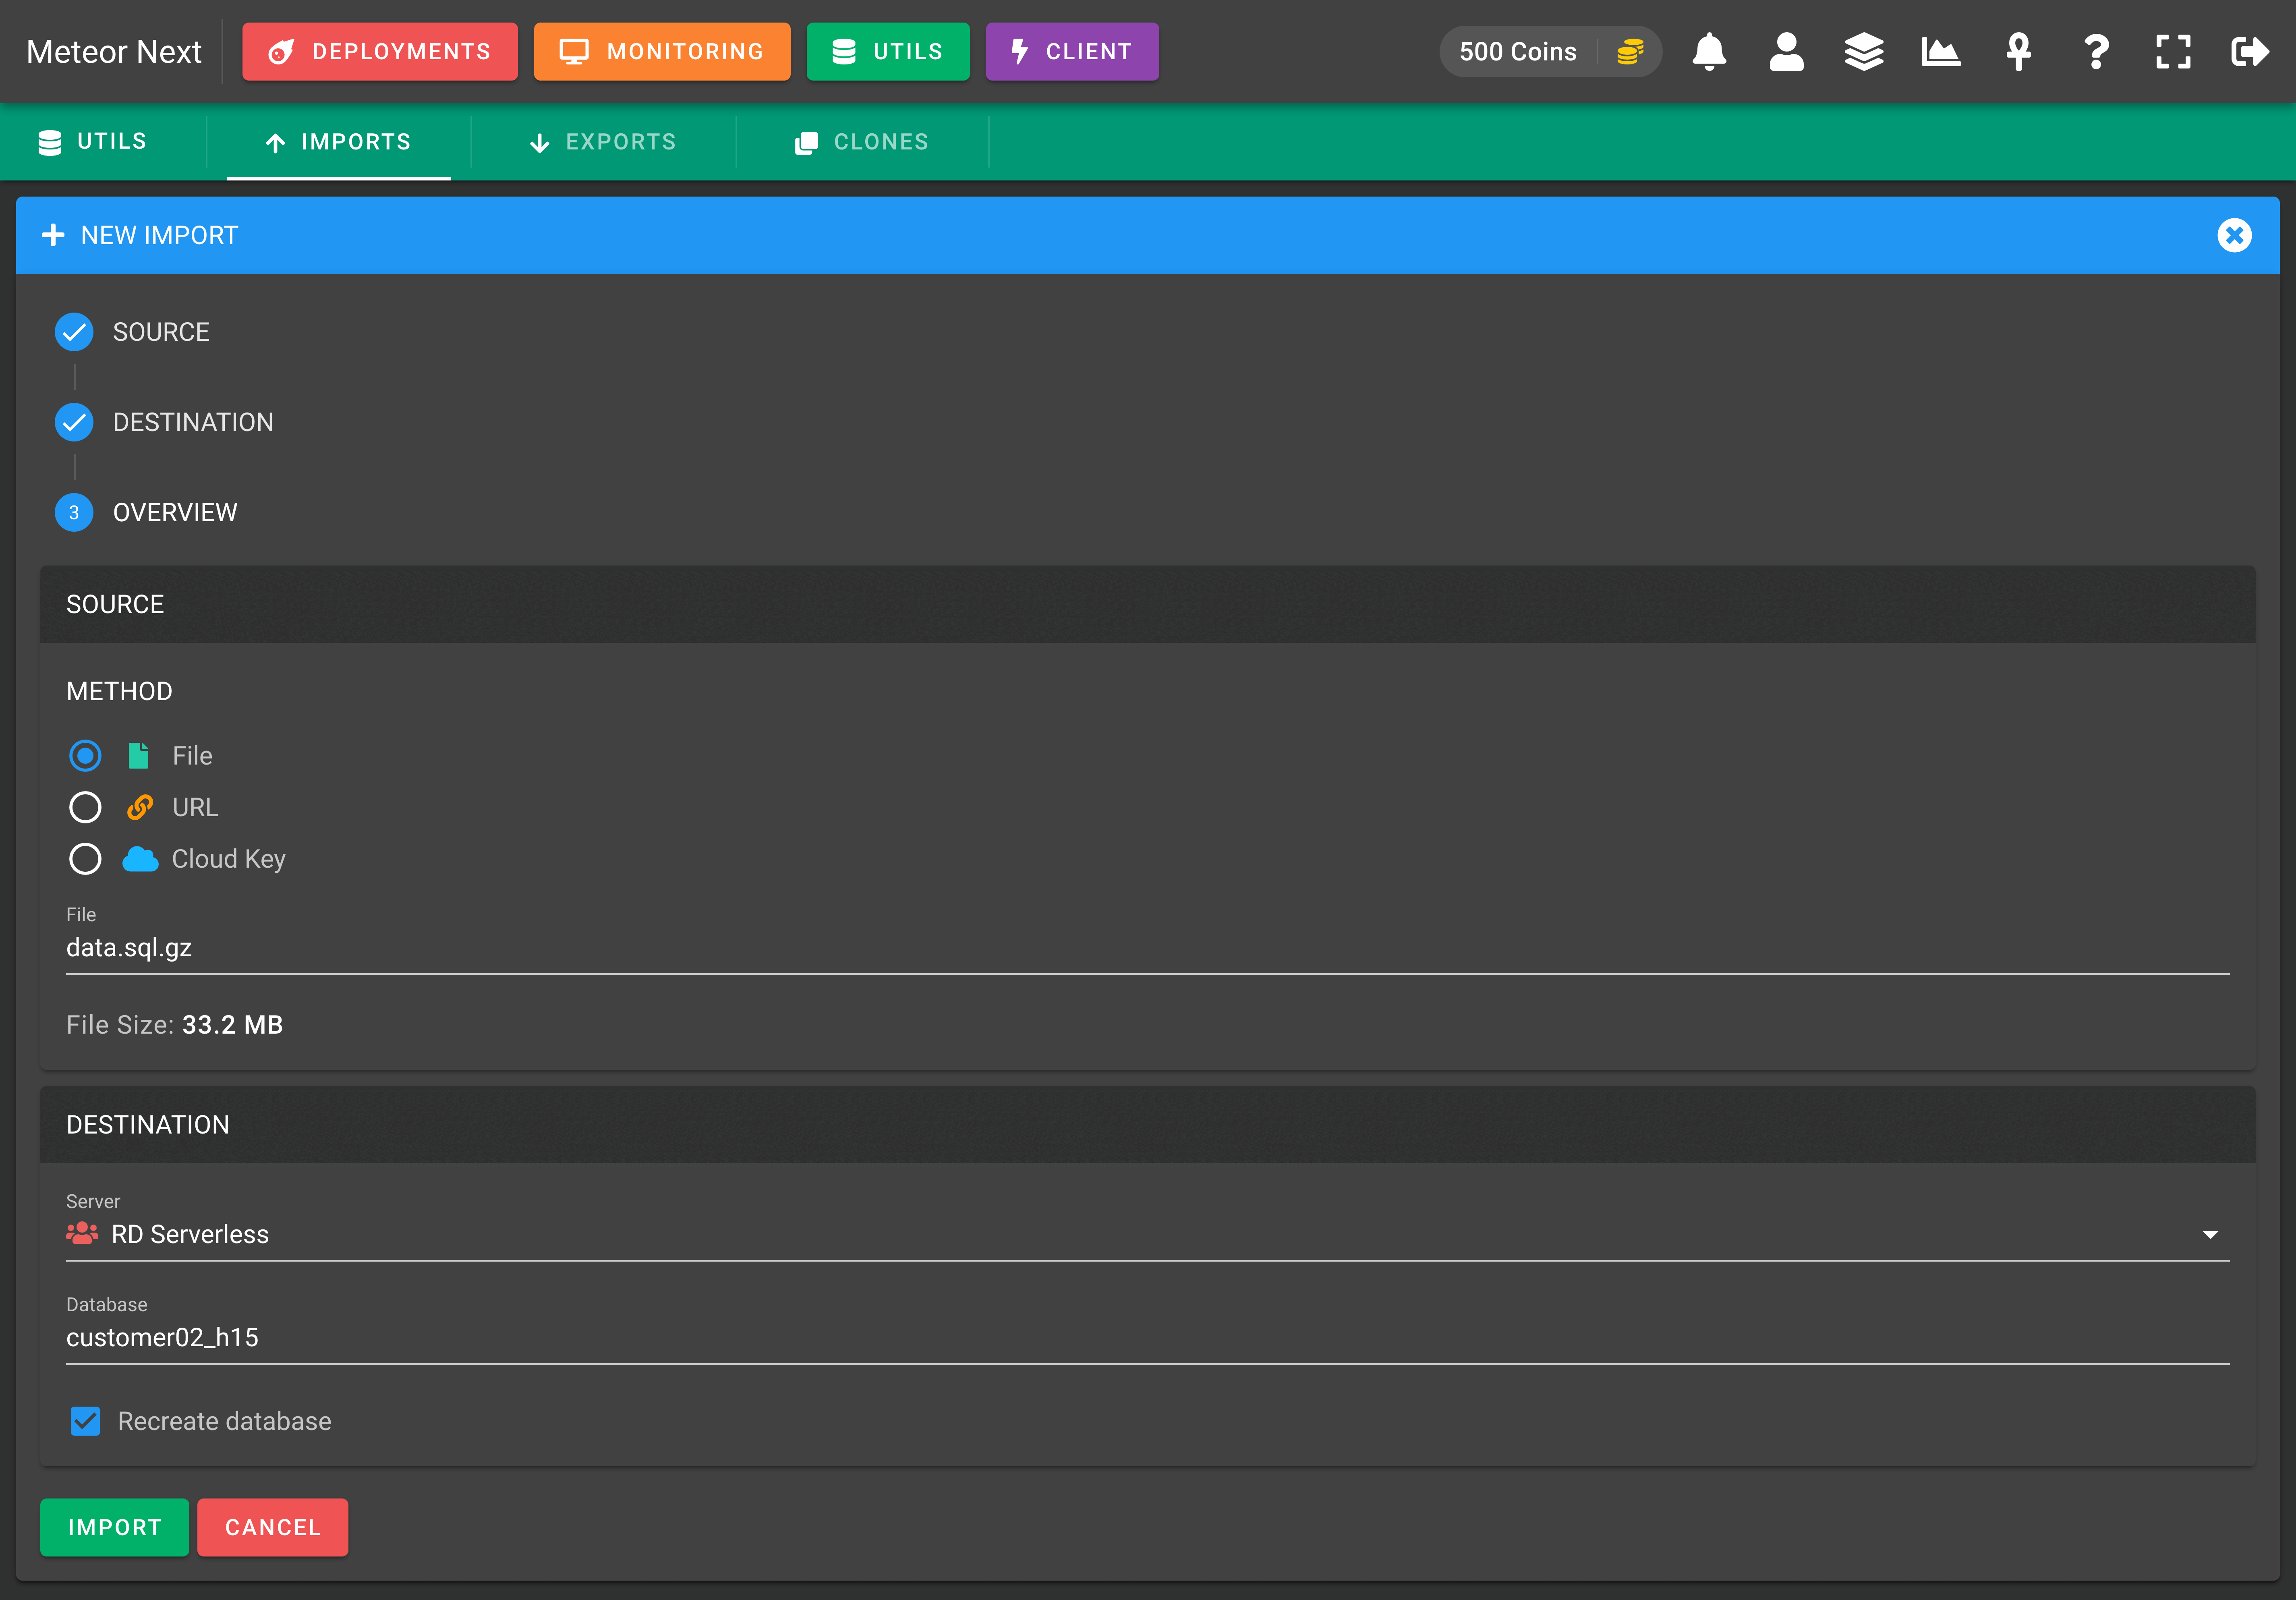 Meteor Next DEPLOYMENTS MONITORING UTILS CLIENT 500 Coins
UTILS IMPORTS EXPORTS CLONES
NEW IMPORT
SOURCE
DESTINATION
3 OVERVIEW
SOURCE
METHOD
File
URL
Cloud Key
File
data.sql.gz
File Size: 33.2 MB
DESTINATION
Server
RD Serverless
Database
customer02_h15
Recreate database
IMPORT CANCEL